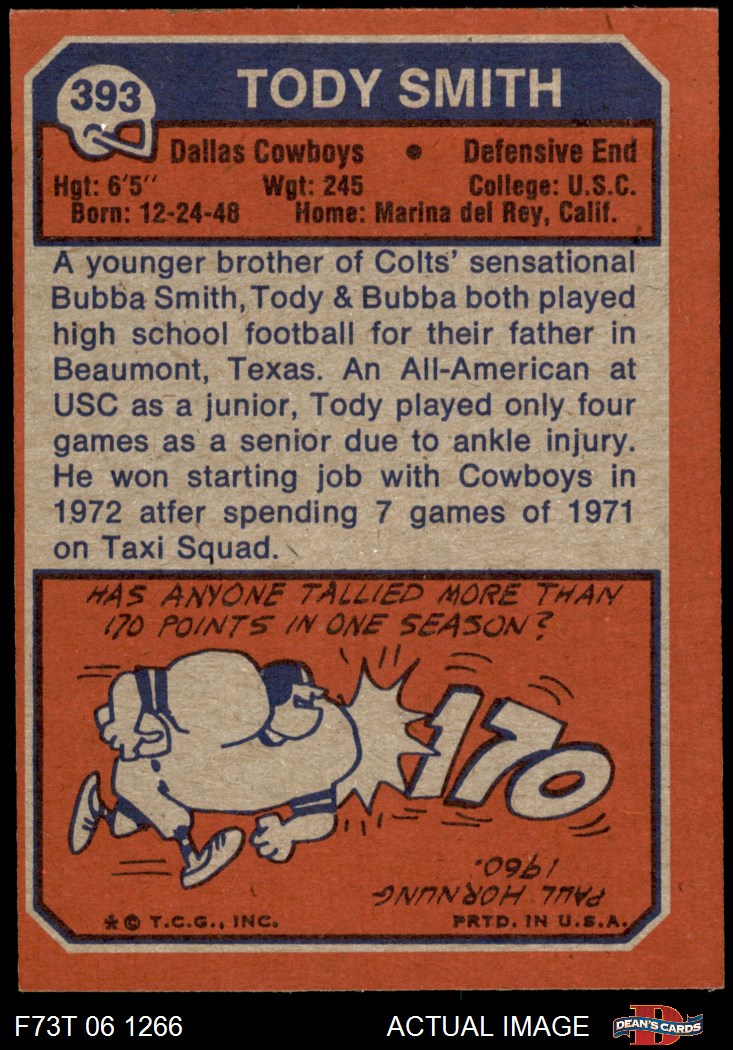 393
TODY SMITH
Dallas Cowboys • Defensive End
Hgt: 6'5" Wgt: 245 College: U.S.C.
Born: 12-24-48 Home: Marina del Rey, Calif.
A younger brother of Colts' sensational
Bubba Smith, Tody & Bubba both played
high school football for their father in
Beaumont, Texas. An All-American at
USC as a junior, Tody played only four
games as a senior due to ankle injury.
He won starting job with Cowboys in
1972 atfer spending 7 games of 1971
on Taxi Squad.
HAS ANYONE TALLIED MORE THAN
170 POINTS IN ONE SEASON?
170
PAUL HORNUNG
1960.
* © T.C.G., INC. PRTD. IN U.S.A.
F73T 06 1266 ACTUAL IMAGE
D
DEAN'S CARDS